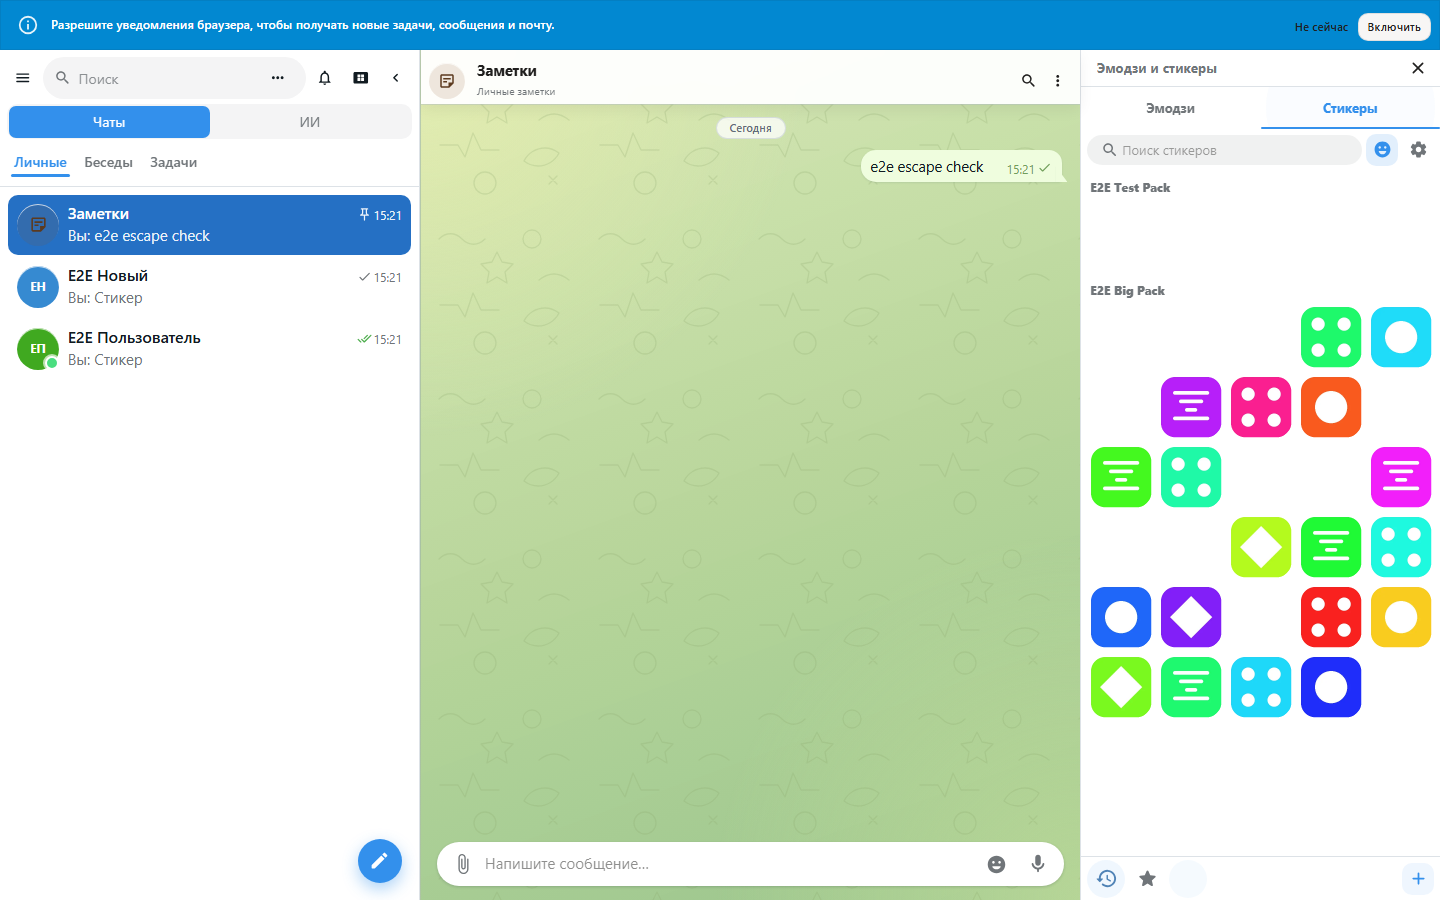 Разрешите уведомления браузера, чтобы получать новые задачи, сообщения и почту.
Не сейчас
Включить
Поиск
Чаты
ИИ
Личные
Беседы
Задачи
Заметки
15:21
Вы: e2e escape check
ЕН
E2E Новый
15:21
Вы: Стикер
ЕП
E2E Пользователь
15:21
Вы: Стикер
Заметки
Личные заметки
Сегодня
e2e escape check
15:21
Напишите сообщение...
Эмодзи и стикеры
Эмодзи
Стикеры
Поиск стикеров
E2E Test Pack
E2E Big Pack